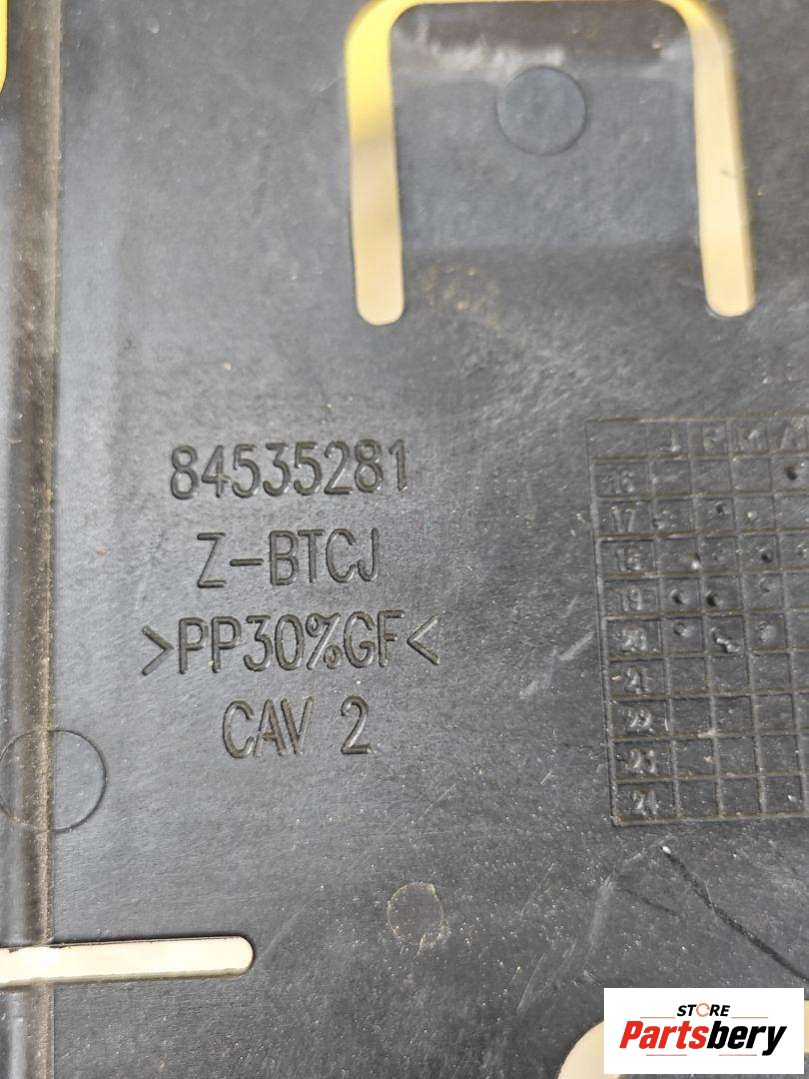 84535281
Z-BTCJ
>PP30%GF<
CAV 2
J F M A
16
17
18
19
20
21
22
23
24
STORE
Partsbery